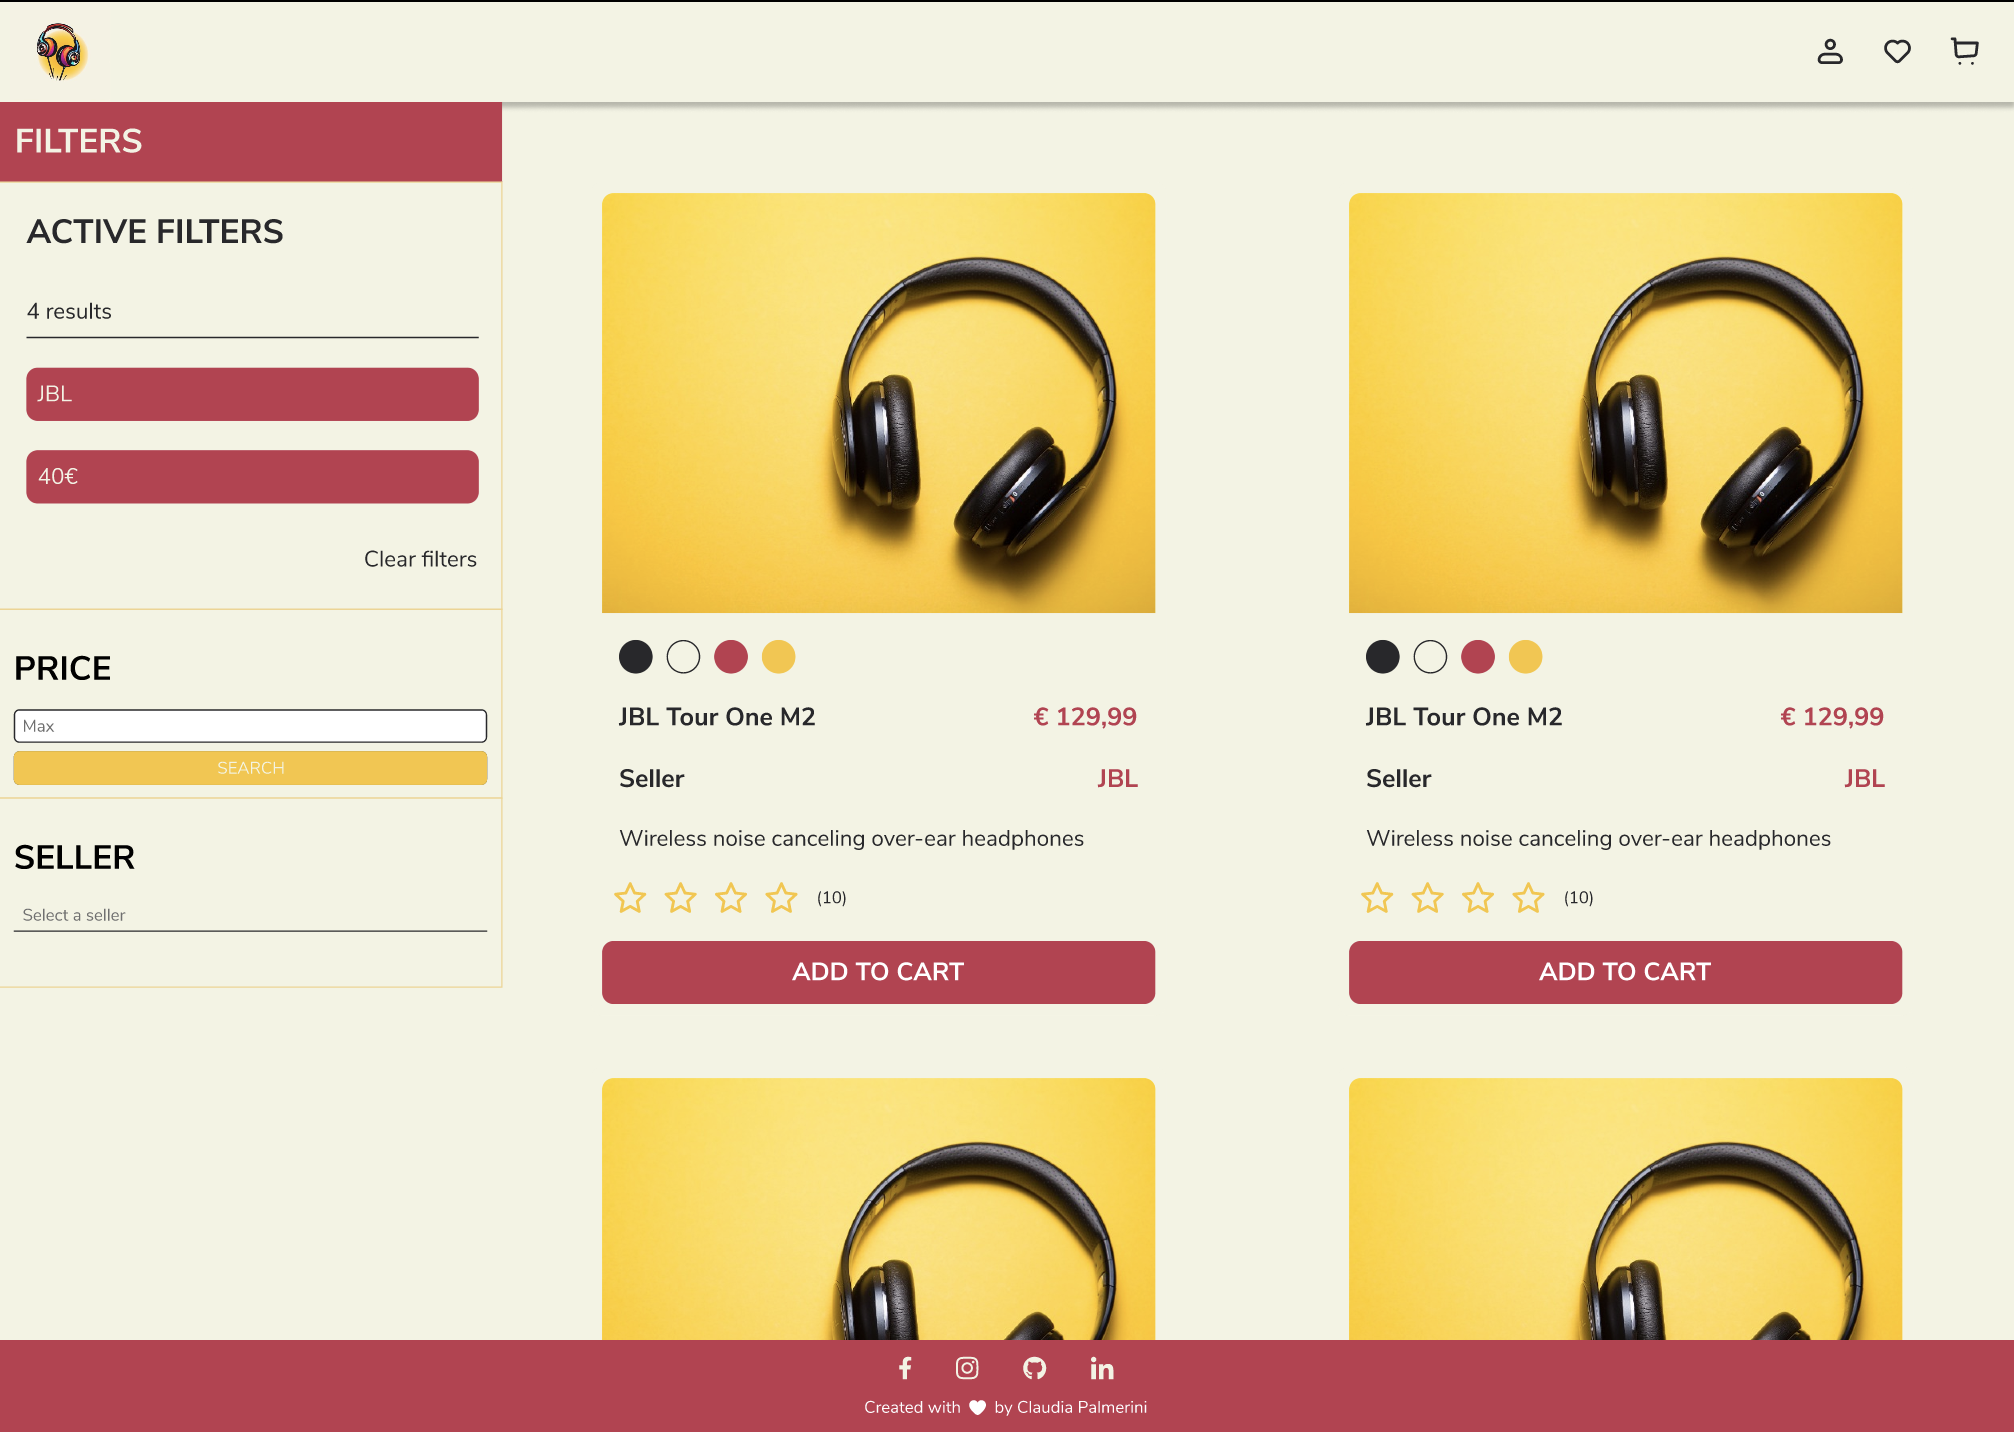 FILTERS
ACTIVE FILTERS
4 results
JBL
40€
Clear filters
PRICE
Max
SEARCH
SELLER
Select a seller
JBL Tour One M2 € 129,99
Seller JBL
Wireless noise canceling over-ear headphones
(10)
ADD TO CART
JBL Tour One M2 € 129,99
Seller JBL
Wireless noise canceling over-ear headphones
(10)
ADD TO CART
Created with by Claudia Palmerini